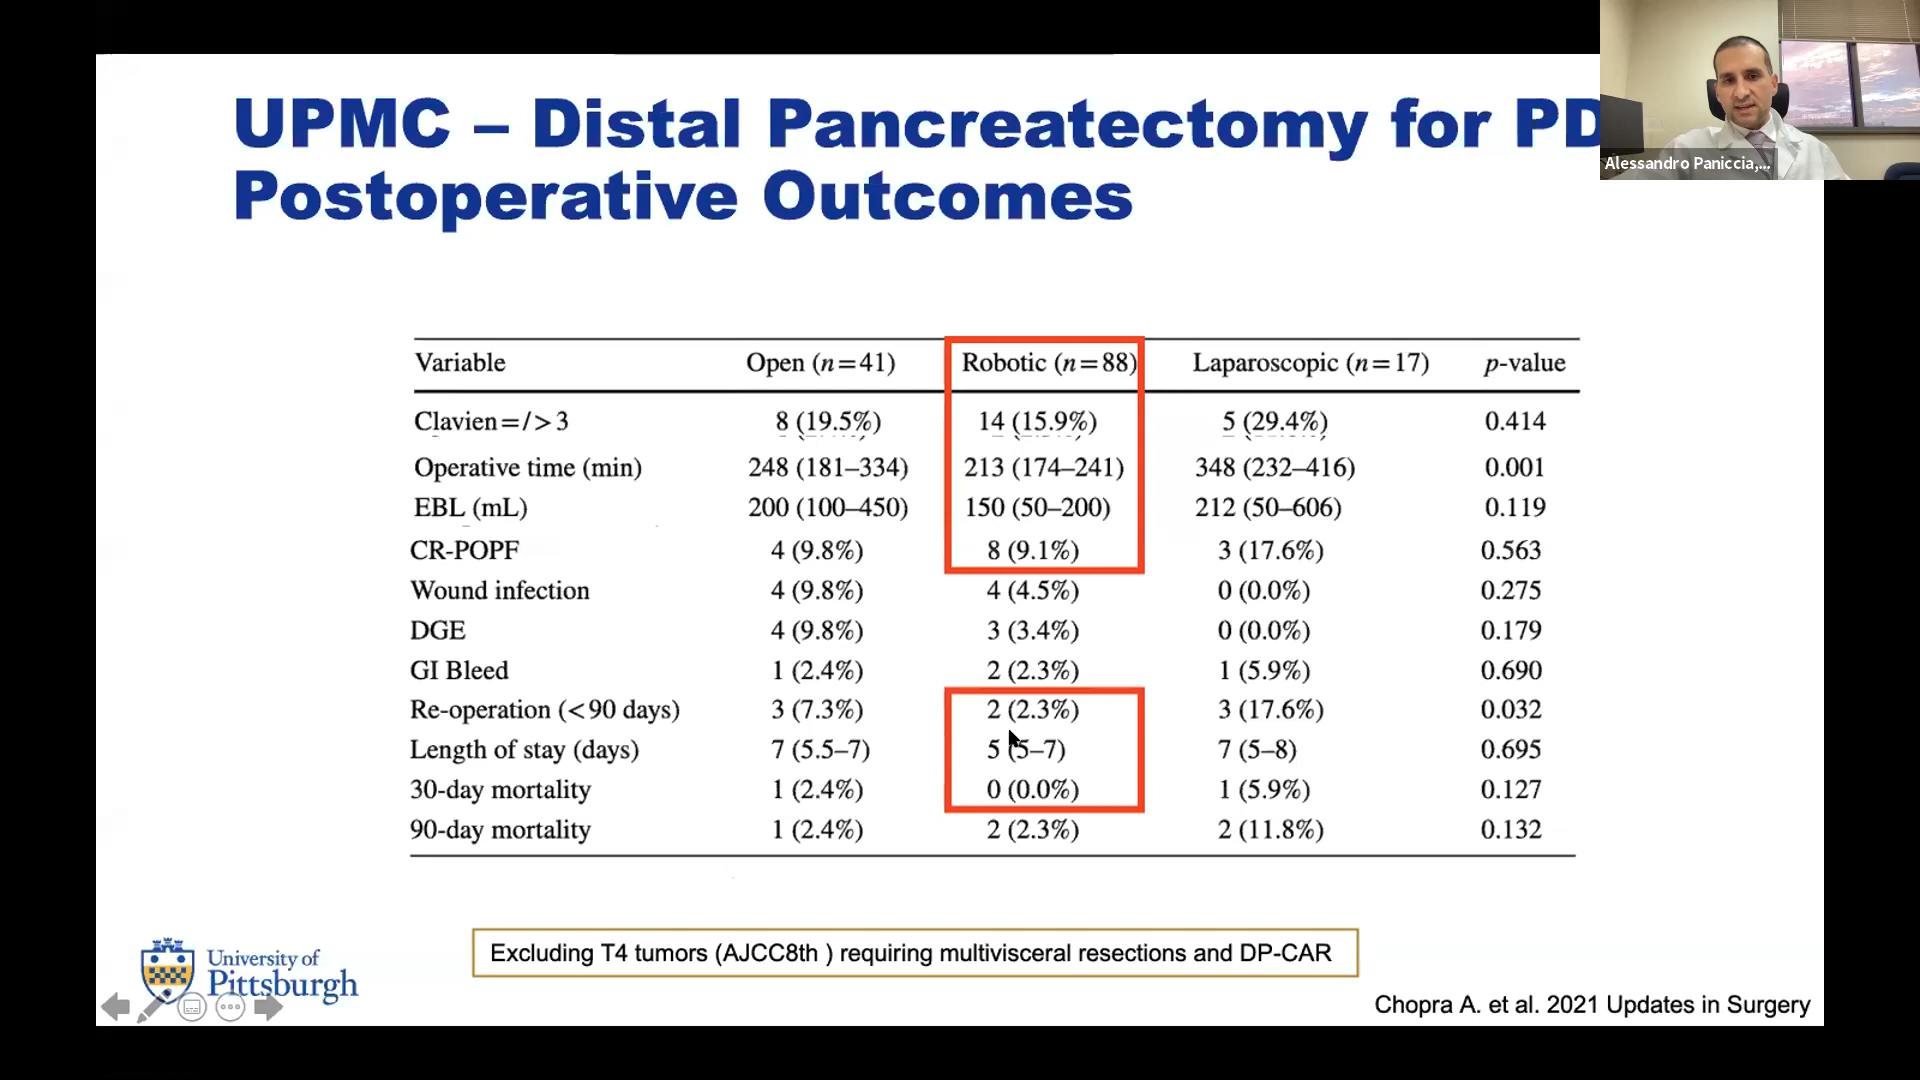 UPMC – Distal Pancreatectomy for PD
Postoperative Outcomes
Alessandro Paniccia,...
Variable Open (n=41) Robotic (n=88) Laparoscopic (n=17) p-value
Clavien=/>3 8 (19.5%) 14 (15.9%) 5 (29.4%) 0.414
Operative time (min) 248 (181–334) 213 (174–241) 348 (232–416) 0.001
EBL (mL) 200 (100–450) 150 (50–200) 212 (50–606) 0.119
CR-POPF 4 (9.8%) 8 (9.1%) 3 (17.6%) 0.563
Wound infection 4 (9.8%) 4 (4.5%) 0 (0.0%) 0.275
DGE 4 (9.8%) 3 (3.4%) 0 (0.0%) 0.179
GI Bleed 1 (2.4%) 2 (2.3%) 1 (5.9%) 0.690
Re-operation (<90 days) 3 (7.3%) 2 (2.3%) 3 (17.6%) 0.032
Length of stay (days) 7 (5.5–7) 5 (5–7) 7 (5–8) 0.695
30-day mortality 1 (2.4%) 0 (0.0%) 1 (5.9%) 0.127
90-day mortality 1 (2.4%) 2 (2.3%) 2 (11.8%) 0.132
Excluding T4 tumors (AJCC8th ) requiring multivisceral resections and DP-CAR
University of
Pittsburgh
Chopra A. et al. 2021 Updates in Surgery